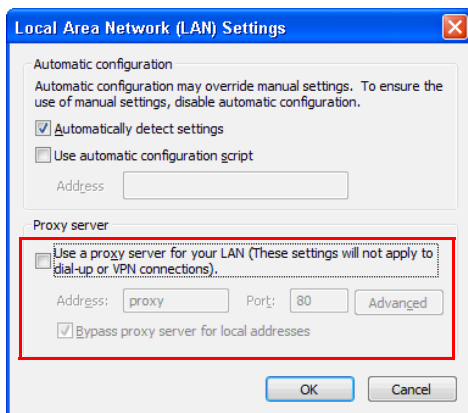 Local Area Network (LAN) Settings
Automatic configuration
Automatic configuration may override manual settings. To ensure the
use of manual settings, disable automatic configuration.
Automatically detect settings
Use automatic configuration script
Address
Proxy server
Use a proxy server for your LAN (These settings will not apply to
dial-up or VPN connections).
Address: proxy Port: 80 Advanced
Bypass proxy server for local addresses
OK Cancel